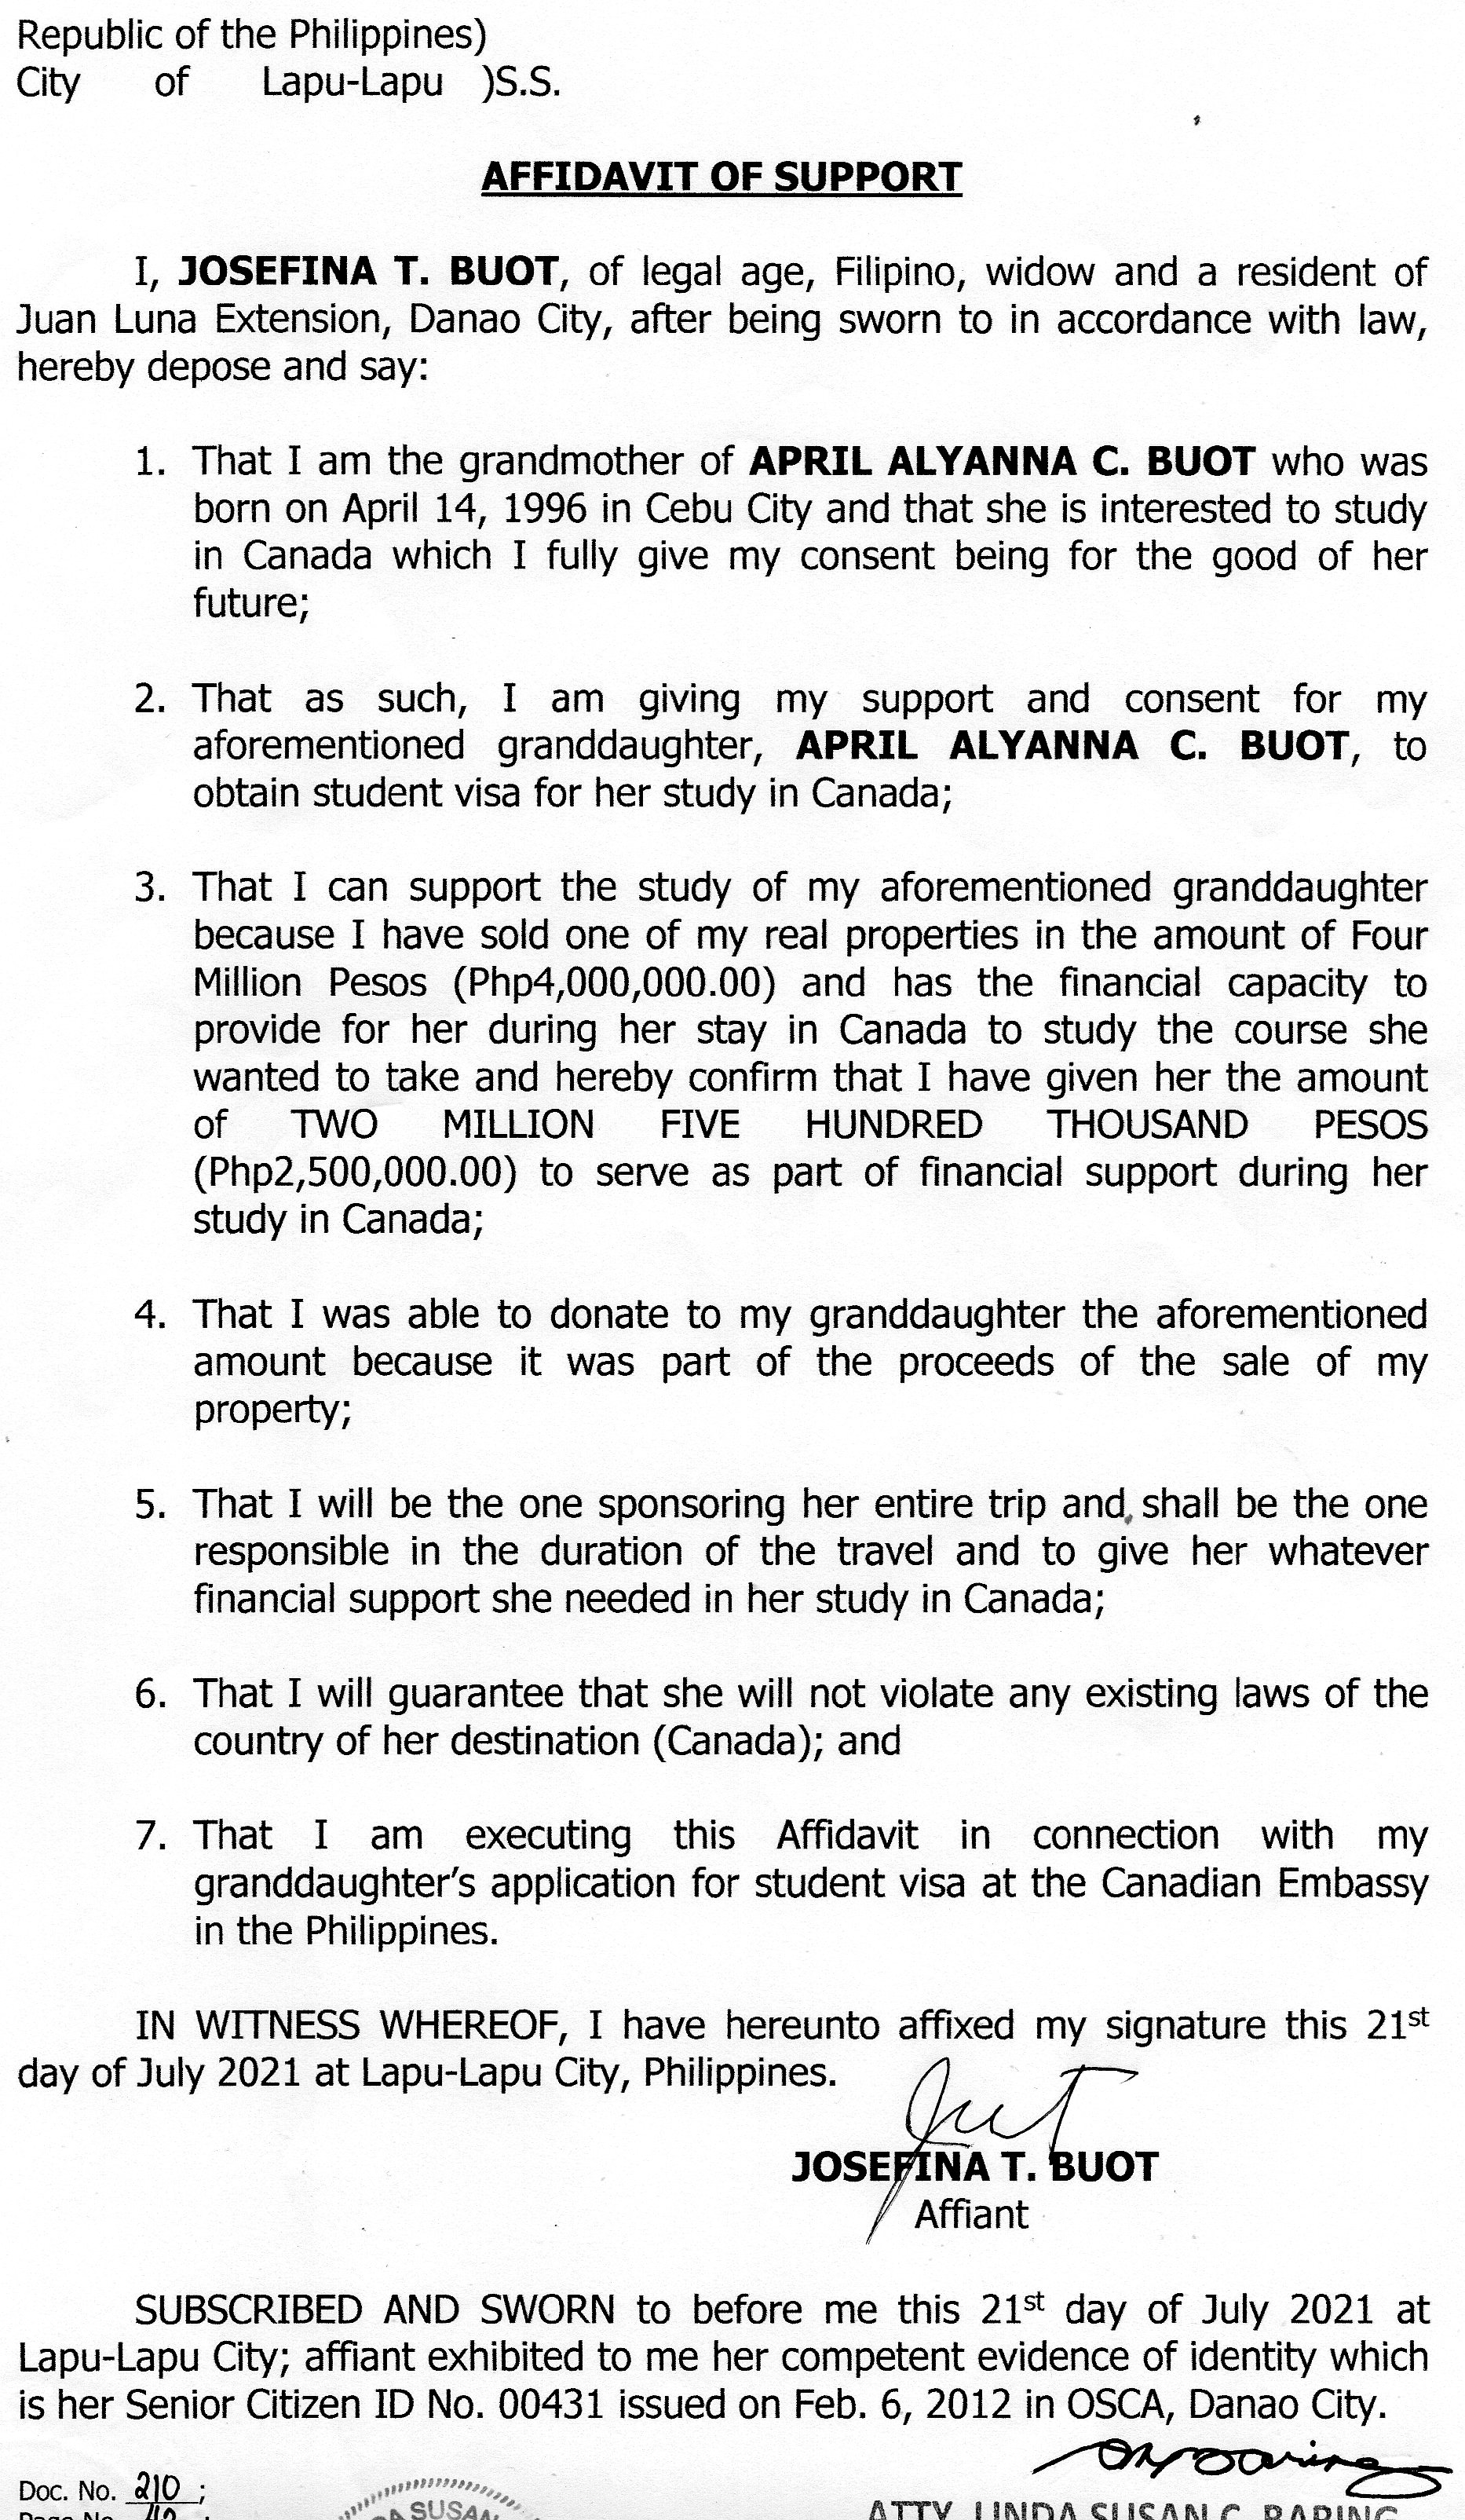 Republic of the Philippines)
City of Lapu-Lapu )S.S.
AFFIDAVIT OF SUPPORT
I, JOSEFINA T. BUOT, of legal age, Filipino, widow and a resident of
Juan Luna Extension, Danao City, after being sworn to in accordance with law,
hereby depose and say:
1. That I am the grandmother of APRIL ALYANNA C. BUOT who was
born on April 14, 1996 in Cebu City and that she is interested to study
in Canada which I fully give my consent being for the good of her
future;
2. That as such, I am giving my support and consent for my
aforementioned granddaughter, APRIL ALYANNA C. BUOT, to
obtain student visa for her study in Canada;
3. That I can support the study of my aforementioned granddaughter
because I have sold one of my real properties in the amount of Four
Million Pesos (Php4,000,000.00) and has the financial capacity to
provide for her during her stay in Canada to study the course she
wanted to take and hereby confirm that I have given her the amount
of TWO MILLION FIVE HUNDRED THOUSAND PESOS
(Php2,500,000.00) to serve as part of financial support during her
study in Canada;
4. That I was able to donate to my granddaughter the aforementioned
amount because it was part of the proceeds of the sale of my
property;
5. That I will be the one sponsoring her entire trip and shall be the one
responsible in the duration of the travel and to give her whatever
financial support she needed in her study in Canada;
6. That I will guarantee that she will not violate any existing laws of the
country of her destination (Canada); and
7. That I am executing this Affidavit in connection with my
granddaughter's application for student visa at the Canadian Embassy
in the Philippines.
IN WITNESS WHEREOF, I have hereunto affixed my signature this 21st
day of July 2021 at Lapu-Lapu City, Philippines.
JOSEFINA T. BUOT
Affiant
SUBSCRIBED AND SWORN to before me this 21st day of July 2021 at
Lapu-Lapu City; affiant exhibited to me her competent evidence of identity which
is her Senior Citizen ID No. 00431 issued on Feb. 6, 2012 in OSCA, Danao City.
Doc. No. 210 ;
Page No. 42 ;
SUSAN
ATTY. LINDA SUSAN C. BARING